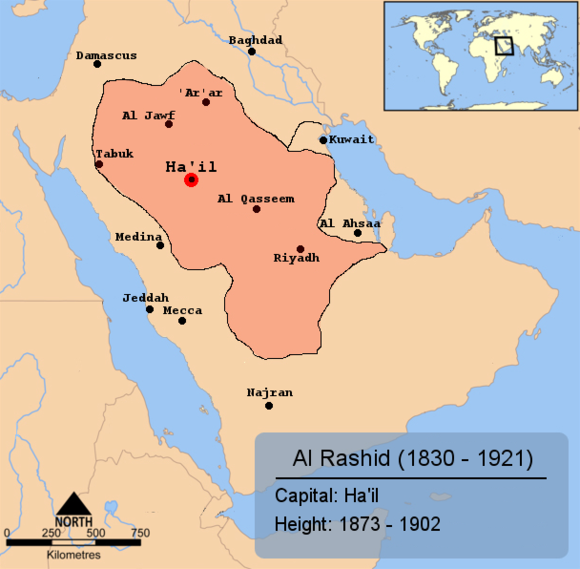 Baghdad
Damascus
'Ar'ar
Al Jawf
Kuwait
Tabuk
Ha'il
Al Qasseem
Al Ahsaa
Medina
Riyadh
Jeddah
Mecca
Najran
Al Rashid (1830 - 1921)
Capital: Ha'il
Height: 1873 - 1902
NORTH
0 250 500 750
Kilometres